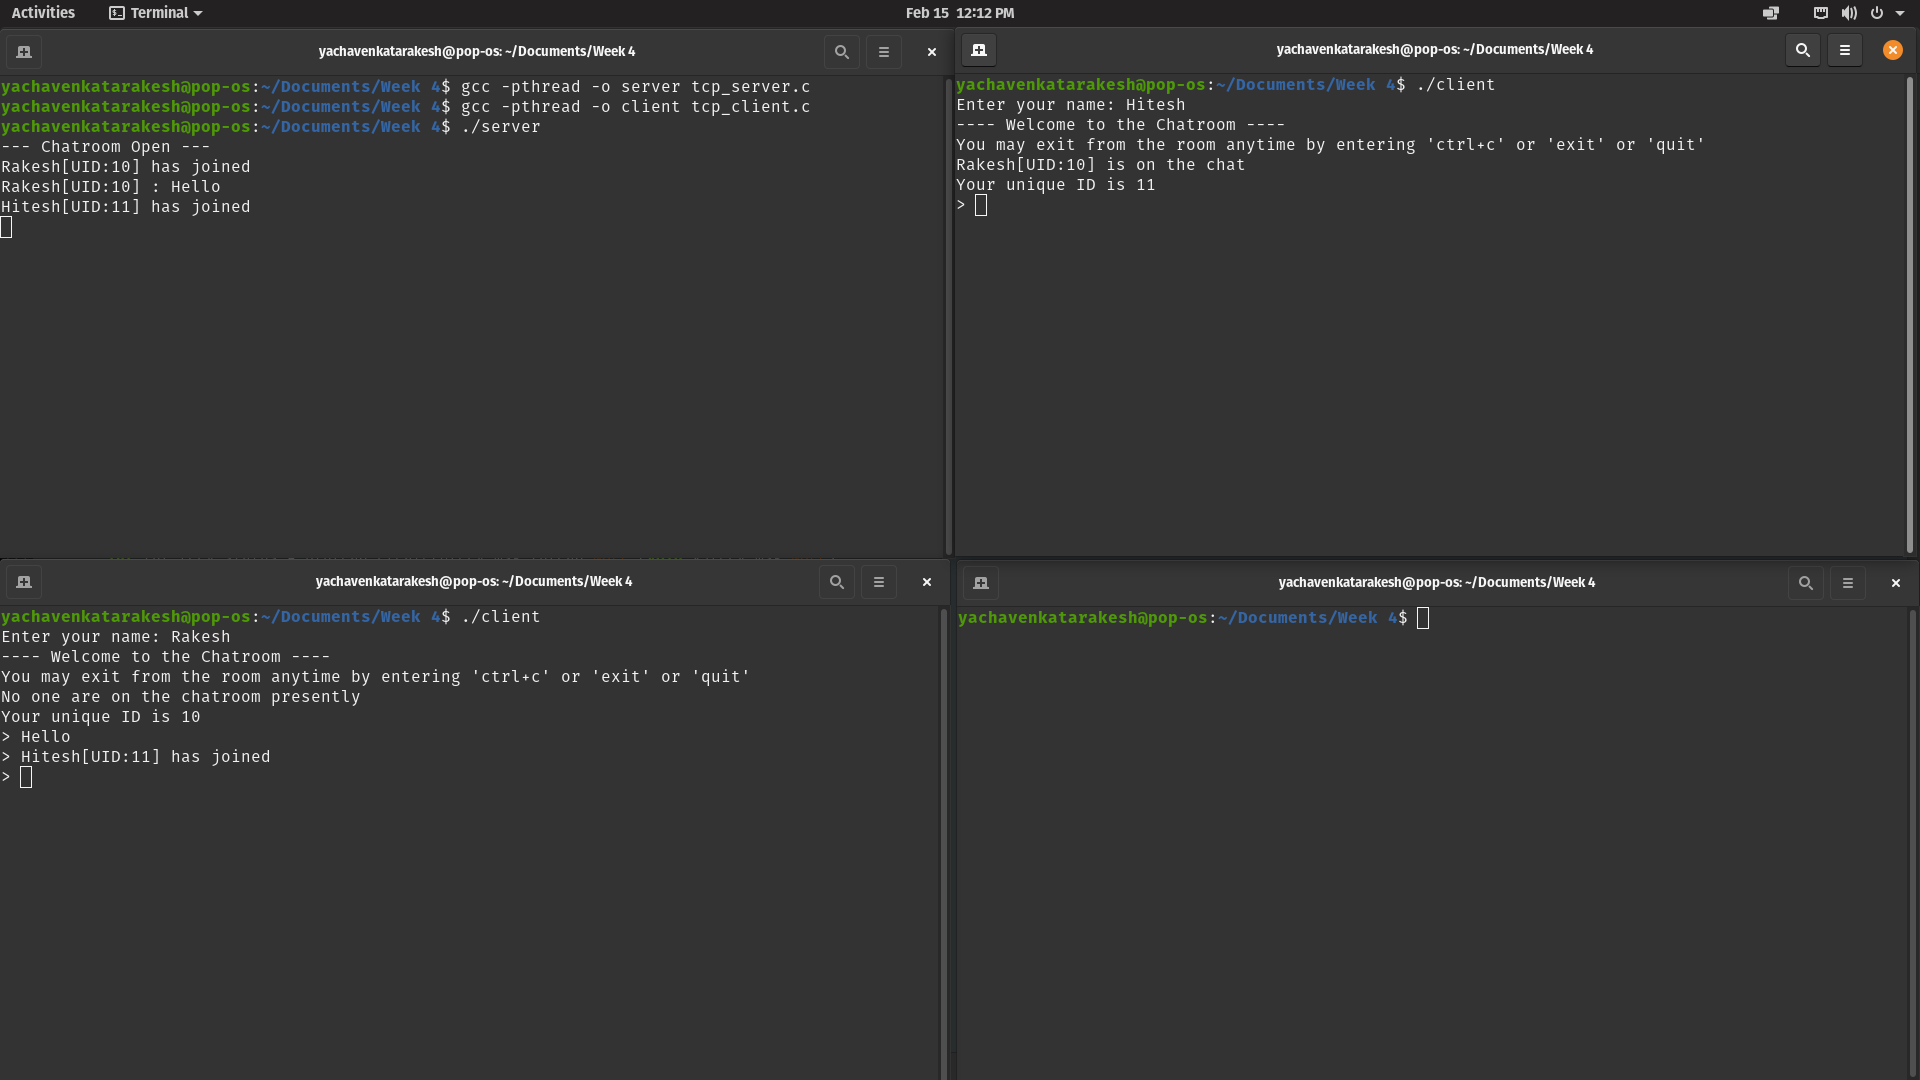 Activities Terminal Feb 15 12:12 PM
yachavenkatarakesh@pop-os: ~/Documents/Week 4
yachavenkatarakesh@pop-os:~/Documents/Week 4$ gcc -pthread -o server tcp_server.c
yachavenkatarakesh@pop-os:~/Documents/Week 4$ gcc -pthread -o client tcp_client.c
yachavenkatarakesh@pop-os:~/Documents/Week 4$ ./server
--- Chatroom Open ---
Rakesh[UID:10] has joined
Rakesh[UID:10] : Hello
Hitesh[UID:11] has joined
yachavenkatarakesh@pop-os: ~/Documents/Week 4
yachavenkatarakesh@pop-os:~/Documents/Week 4$ ./client
Enter your name: Hitesh
---- Welcome to the Chatroom ----
You may exit from the room anytime by entering 'ctrl+c' or 'exit' or 'quit'
Rakesh[UID:10] is on the chat
Your unique ID is 11
>
yachavenkatarakesh@pop-os: ~/Documents/Week 4
yachavenkatarakesh@pop-os:~/Documents/Week 4$ ./client
Enter your name: Rakesh
---- Welcome to the Chatroom ----
You may exit from the room anytime by entering 'ctrl+c' or 'exit' or 'quit'
No one are on the chatroom presently
Your unique ID is 10
> Hello
> Hitesh[UID:11] has joined
>
yachavenkatarakesh@pop-os: ~/Documents/Week 4
yachavenkatarakesh@pop-os:~/Documents/Week 4$